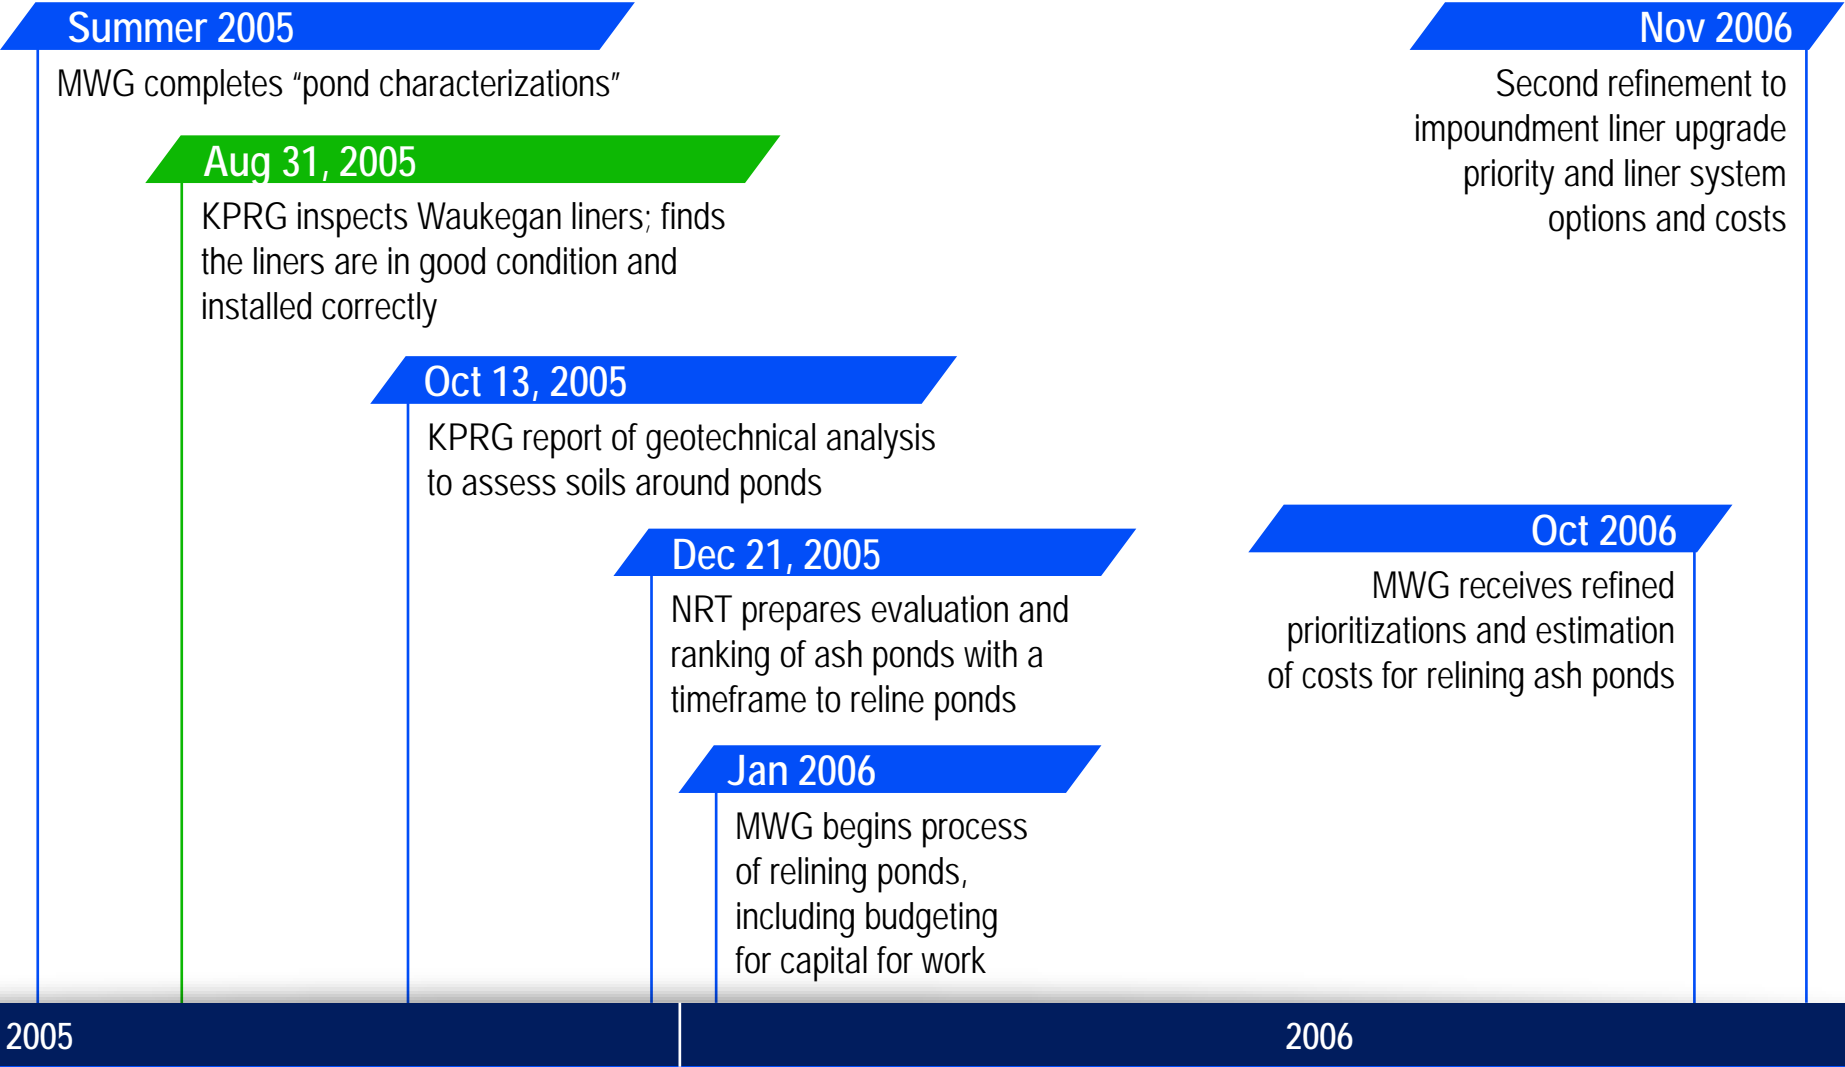 Summer 2005
MWG completes “pond characterizations”
Aug 31, 2005
KPRG inspects Waukegan liners; finds
the liners are in good condition and
installed correctly
Oct 13, 2005
KPRG report of geotechnical analysis
to assess soils around ponds
Dec 21, 2005
NRT prepares evaluation and
ranking of ash ponds with a
timeframe to reline ponds
Jan 2006
MWG begins process
of relining ponds,
including budgeting
for capital for work
Oct 2006
MWG receives refined
prioritizations and estimation
of costs for relining ash ponds
Nov 2006
Second refinement to
impoundment liner upgrade
priority and liner system
options and costs
2005
2006